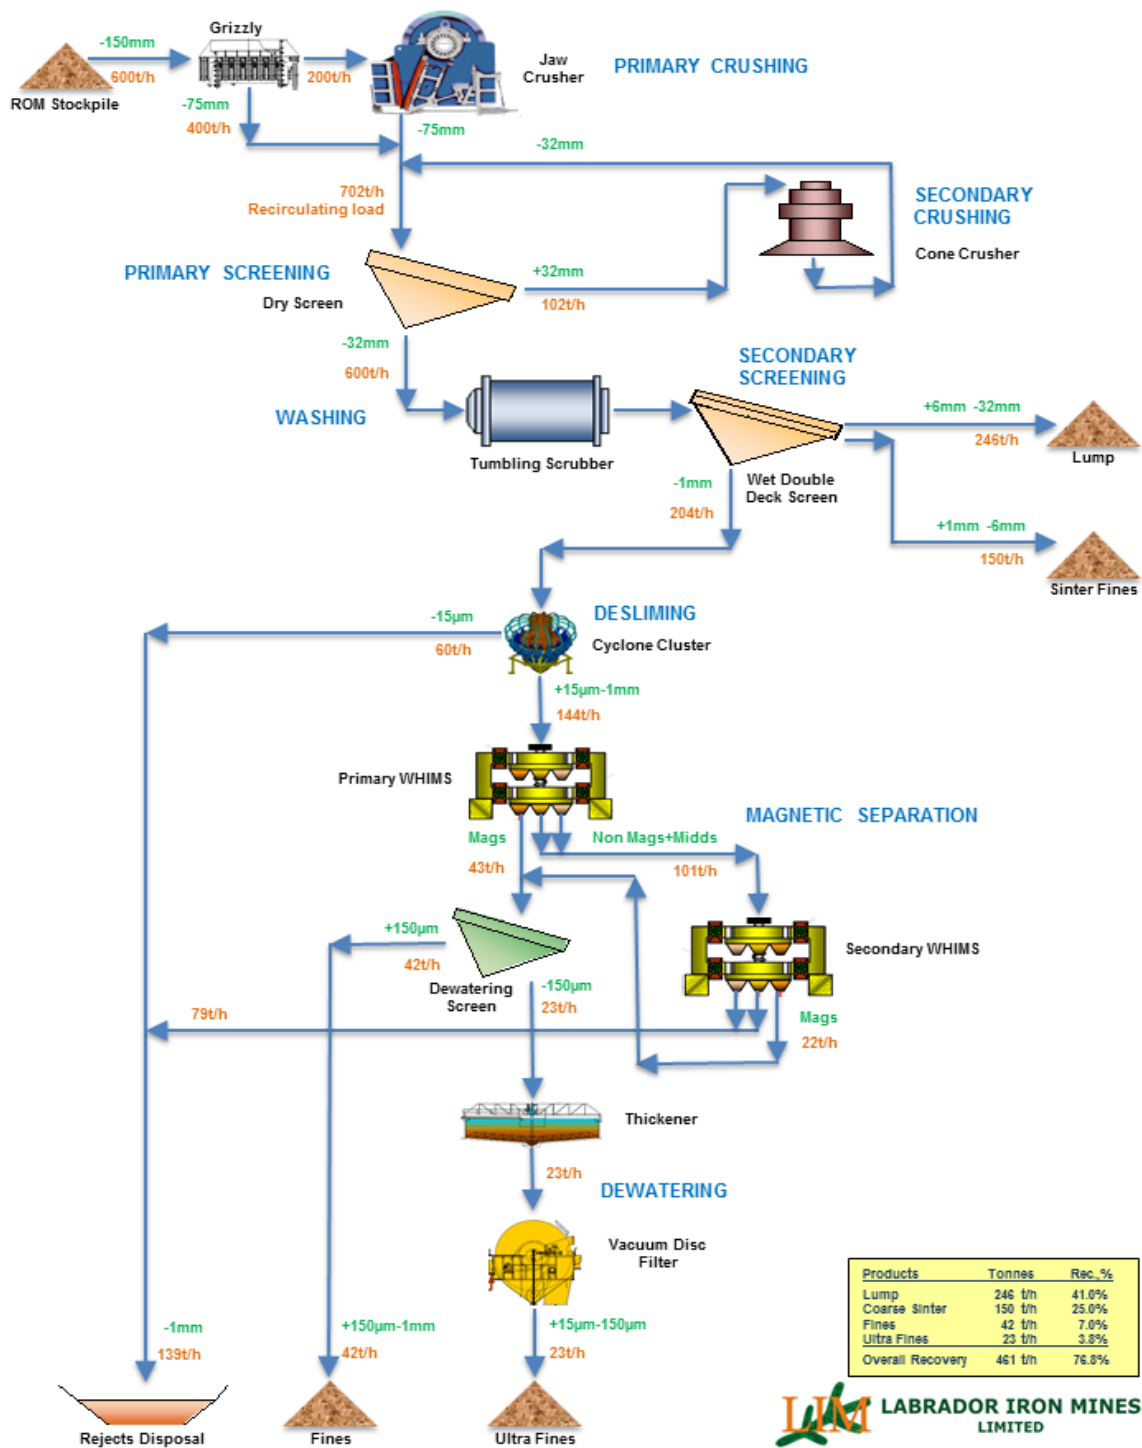 Grizzly
-150mm
600t/h
200t/h
ROM Stockpile
Jaw
Crusher
PRIMARY CRUSHING
-75mm
400t/h
-75mm
-32mm
702t/h
Recirculating load
SECONDARY
CRUSHING
Cone Crusher
PRIMARY SCREENING
Dry Screen
+32mm
102t/h
-32mm
600t/h
SECONDARY
SCREENING
WASHING
Tumbling Scrubber
+6mm -32mm
246t/h
Lump
-1mm
204t/h
Wet Double
Deck Screen
+1mm -6mm
150t/h
Sinter Fines
-15µm
60t/h
DESLIMING
Cyclone Cluster
+15µm-1mm
144t/h
Primary WHIMS
MAGNETIC SEPARATION
Mags
43t/h
Non Mags+Midds
101t/h
+150µm
42t/h
Dewatering
Screen
-150µm
23t/h
Secondary WHIMS
79t/h
Mags
22t/h
Thickener
23t/h
DEWATERING
Vacuum Disc
Filter
-1mm
139t/h
+150µm-1mm
42t/h
+15µm-150µm
23t/h
Rejects Disposal
Fines
Ultra Fines
Products Tonnes Rec.,%
Lump 246 t/h 41.0%
Coarse Sinter 150 t/h 25.0%
Fines 42 t/h 7.0%
Ultra Fines 23 t/h 3.8%
Overall Recovery 461 t/h 76.8%
LIM
LABRADOR IRON MINES
LIMITED